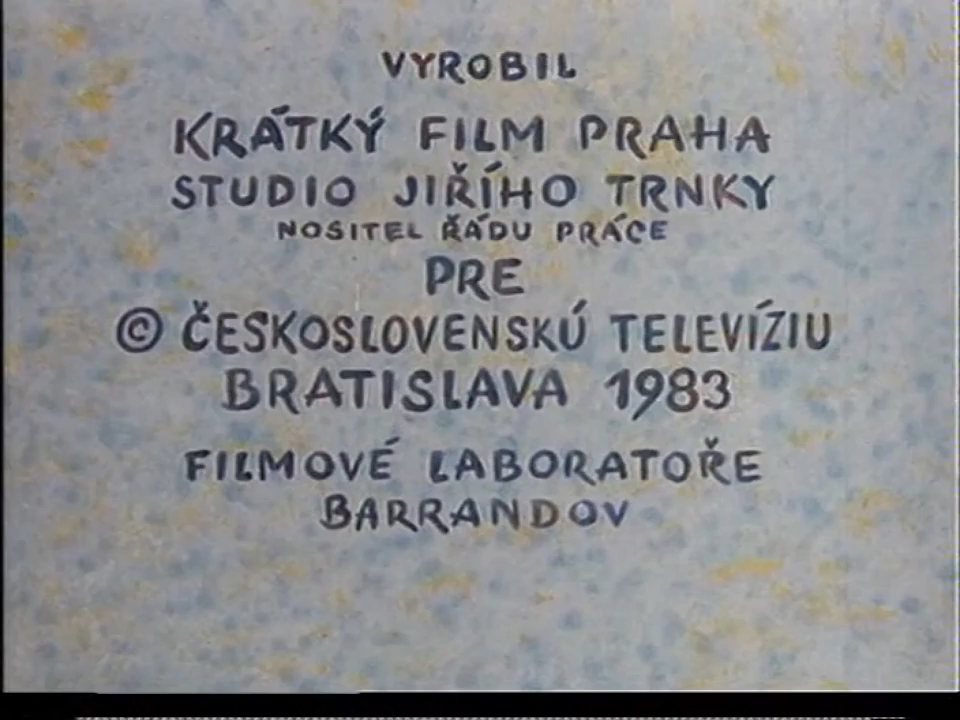 VYROBIL
KRÁTKÝ FILM PRAHA
STUDIO JIŘÍHO TRNKY
NOSITEL ŘÁDU PRÁCE
PRE
© ČESKOSLOVENSKÚ TELEVÍZIU
BRATISLAVA 1983
FILMOVÉ LABORATOŘE
BARRANDOV